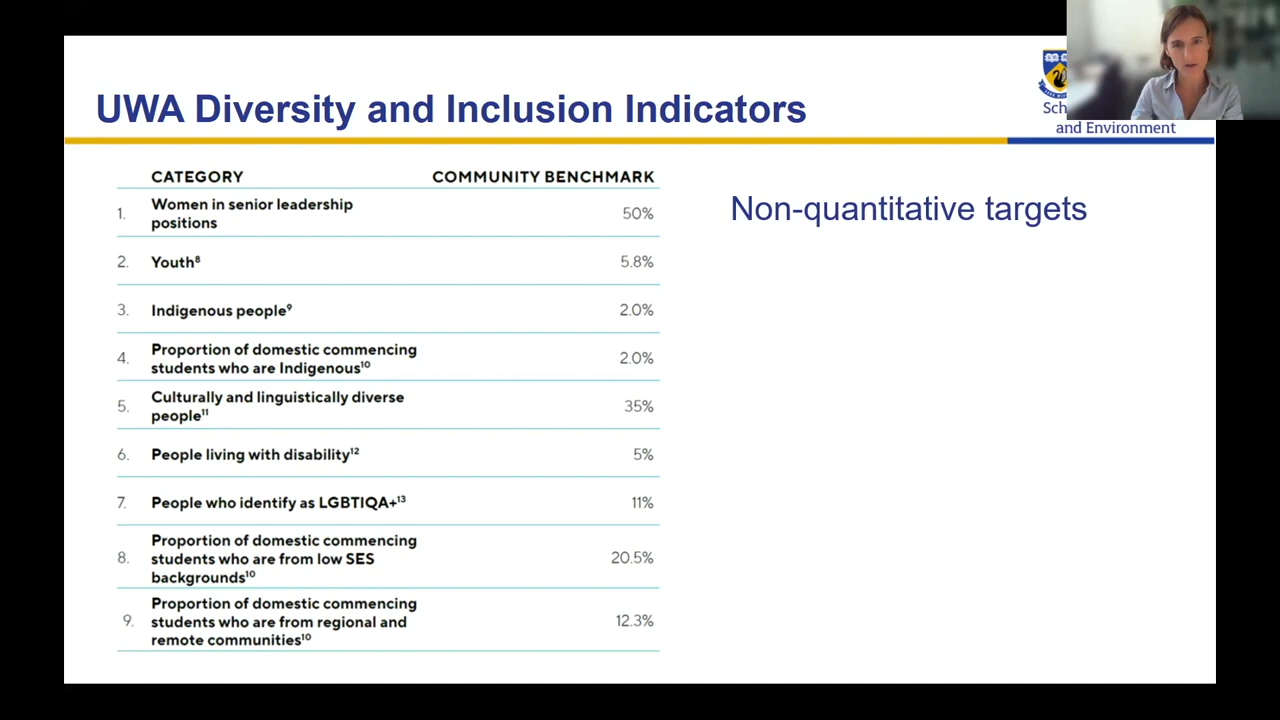 UWA Diversity and Inclusion Indicators
and Environment
CATEGORY COMMUNITY BENCHMARK
1. Women in senior leadership
positions 50%
2. Youth⁸ 5.8%
3. Indigenous people⁹ 2.0%
4. Proportion of domestic commencing
students who are Indigenous¹⁰ 2.0%
5. Culturally and linguistically diverse
people¹¹ 35%
6. People living with disability¹² 5%
7. People who identify as LGBTIQA+¹³ 11%
8. Proportion of domestic commencing
students who are from low SES
backgrounds¹⁰ 20.5%
9. Proportion of domestic commencing
students who are from regional and
remote communities¹⁰ 12.3%
Non-quantitative targets